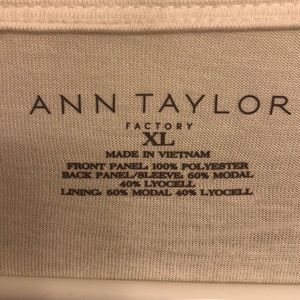 ANN TAYLOR
FACTORY
XL
MADE IN VIETNAM
FRONT PANEL: 100% POLYESTER
BACK PANEL/SLEEVE: 60% MODAL
40% LYOCELL
LINING: 60% MODAL 40% LYOCELL